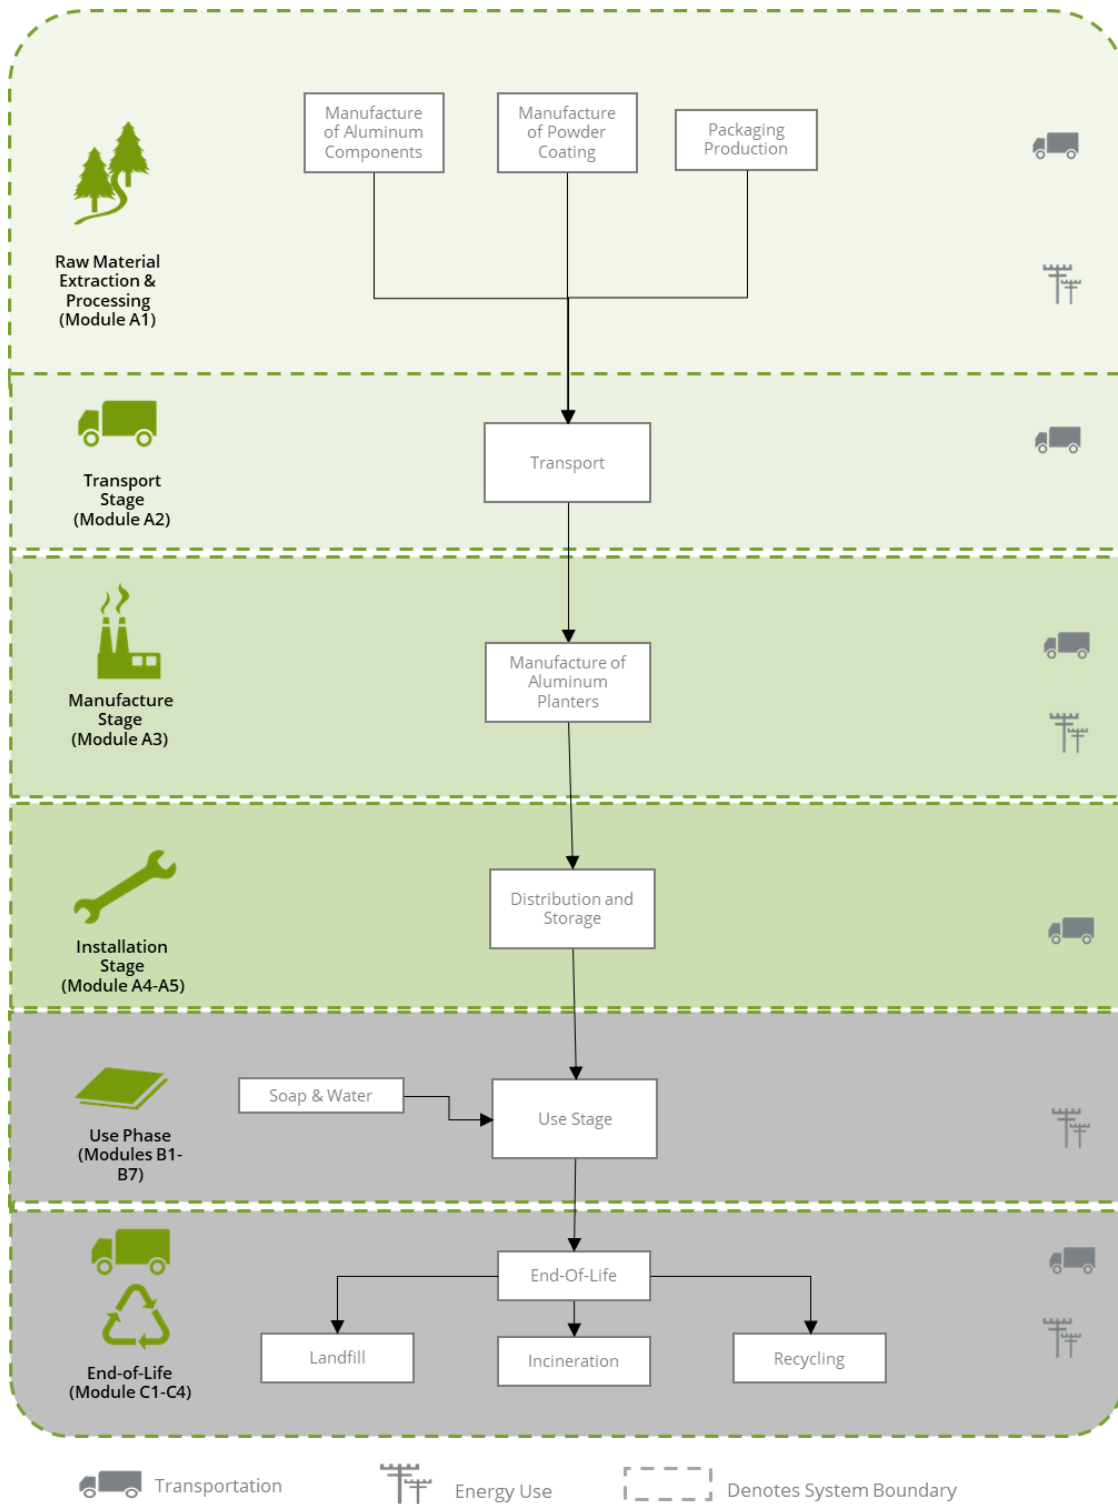 Manufacture
of Aluminum
Components
Manufacture
of Powder
Coating
Packaging
Production
Raw Material
Extraction &
Processing
(Module A1)
Transport
Stage
(Module A2)
Transport
Manufacture
Stage
(Module A3)
Manufacture of
Aluminum
Planters
Installation
Stage
(Module A4-A5)
Distribution and
Storage
Use Phase
(Modules B1-
B7)
Soap & Water
Use Stage
End-of-Life
(Module C1-C4)
End-Of-Life
Landfill
Incineration
Recycling
Transportation
Energy Use
Denotes System Boundary